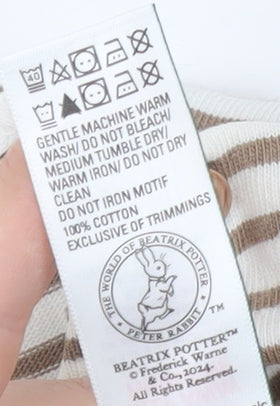 40
GENTLE MACHINE WARM
WASH/ DO NOT BLEACH/
MEDIUM TUMBLE DRY/
WARM IRON/ DO NOT DRY
CLEAN
DO NOT IRON MOTIF
100% COTTON
EXCLUSIVE OF TRIMMINGS
THE WORLD OF BEATRIX POTTER
PETER RABBIT
TM
BEATRIX POTTER™
© Frederick Warne
& Co., 2024.
All Rights Reserved.